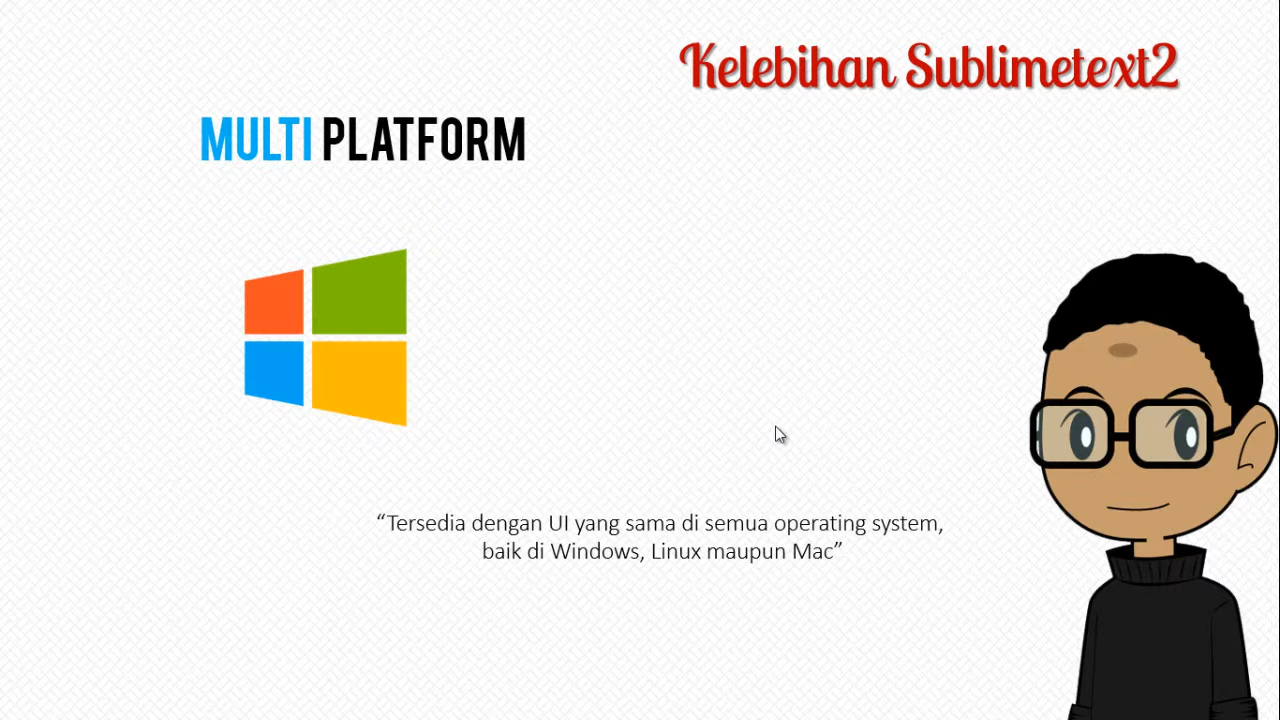 Kelebihan Sublimetext2
MULTI PLATFORM
“Tersedia dengan UI yang sama di semua operating system,
baik di Windows, Linux maupun Mac”